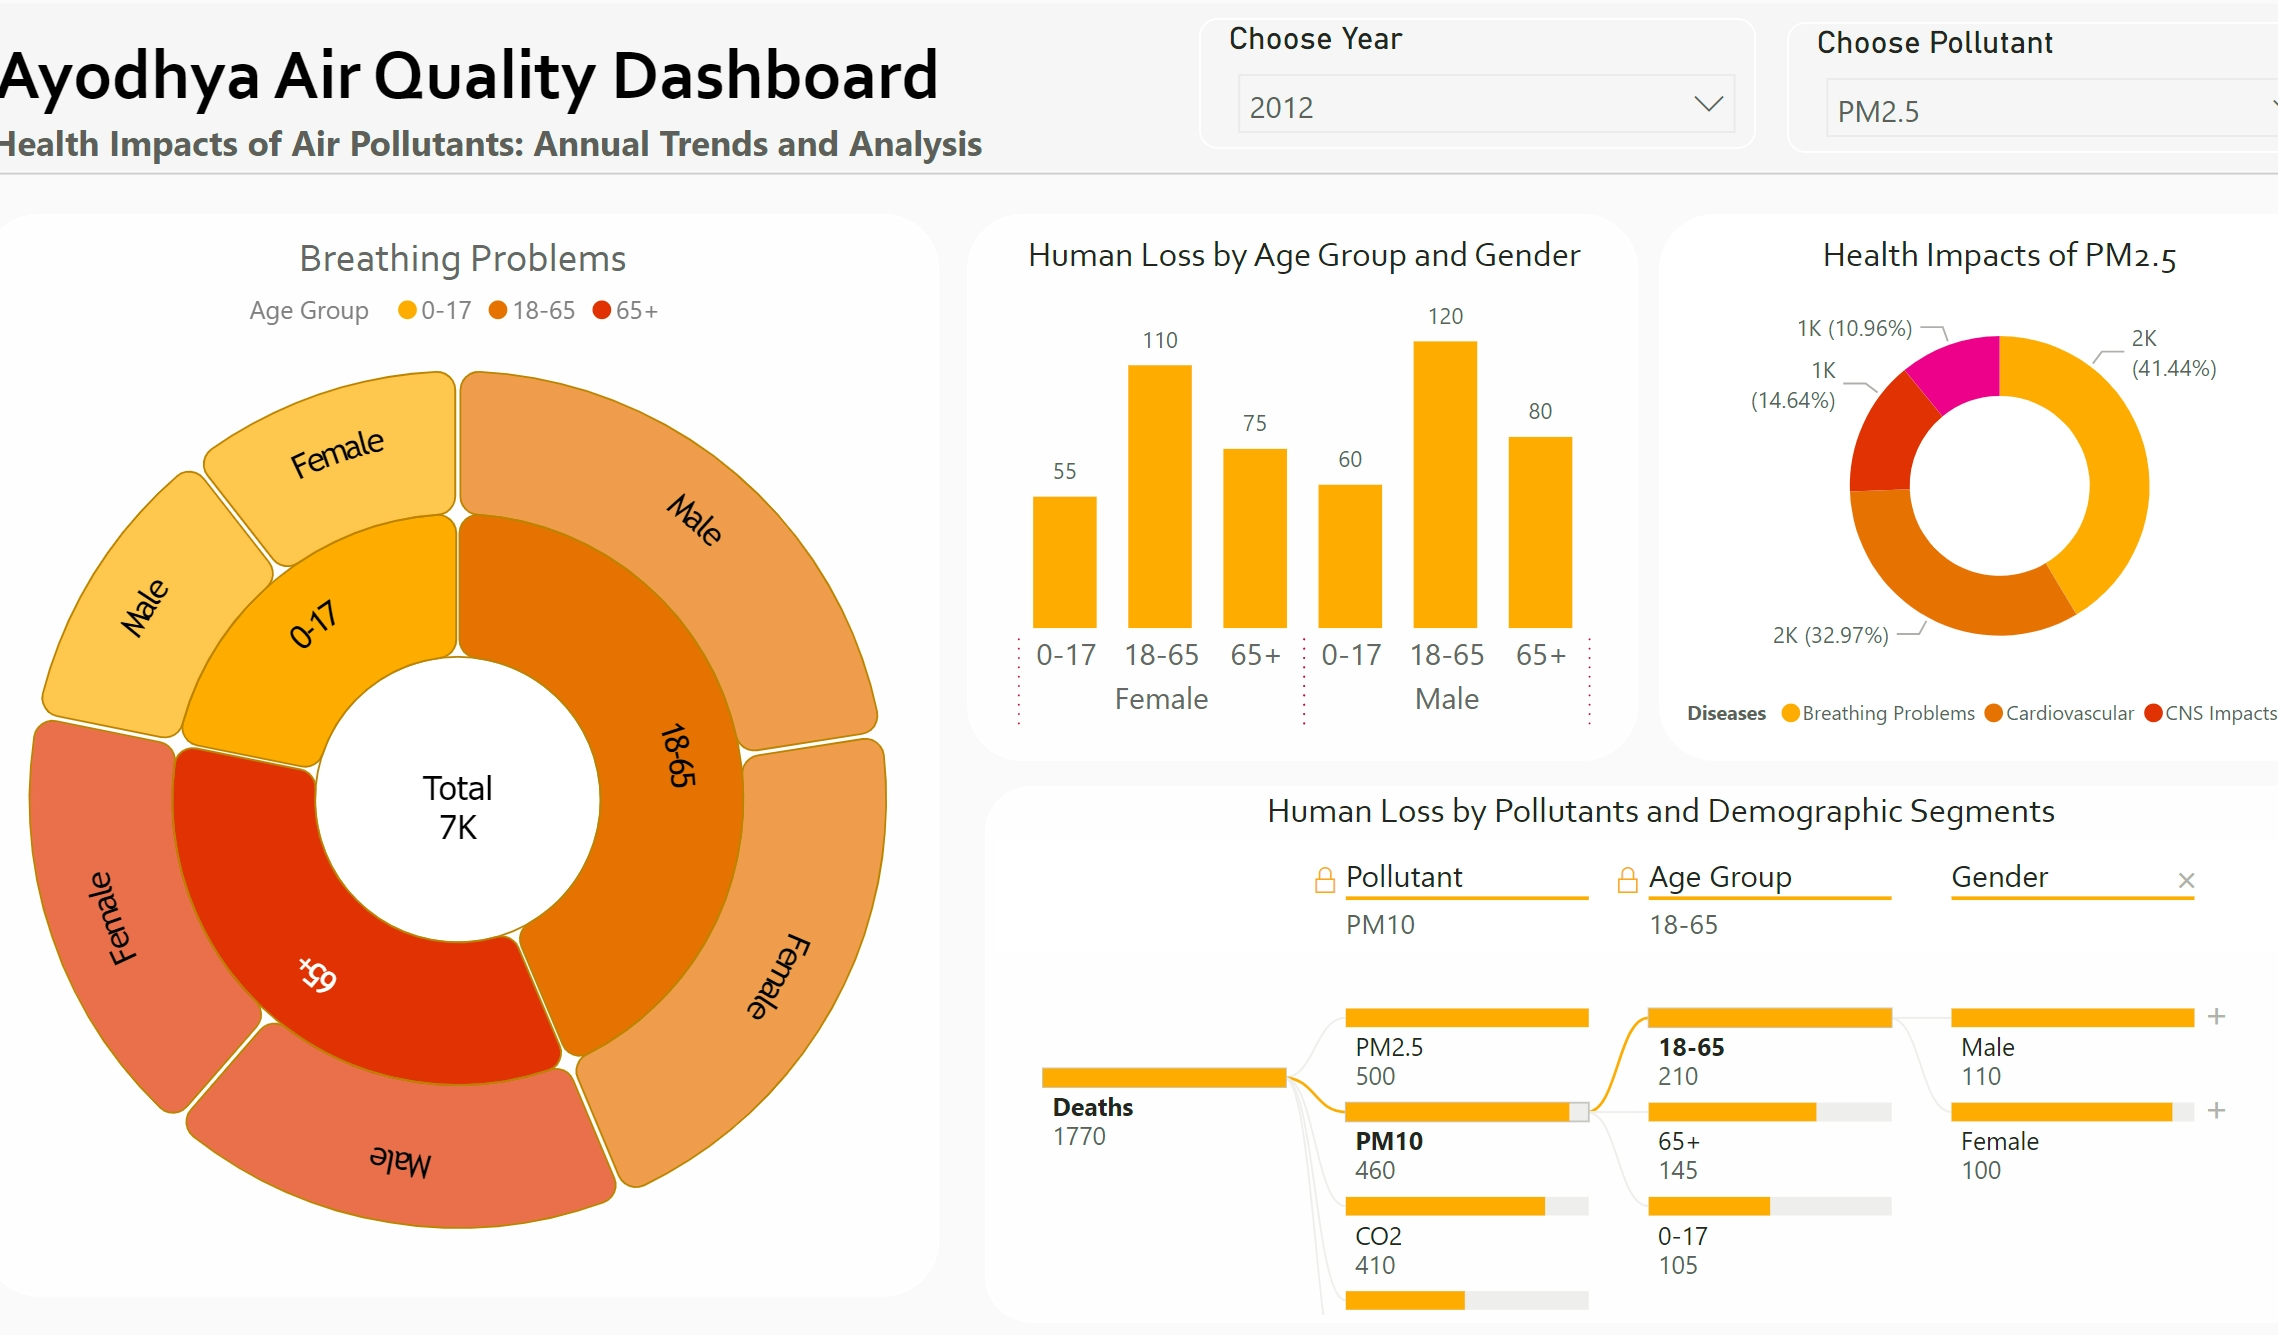 Ayodhya Air Quality Dashboard
Health Impacts of Air Pollutants: Annual Trends and Analysis
Choose Year
2012
Choose Pollutant
PM2.5
Breathing Problems
Age Group 0-17 18-65 65+
Female
Male
Male
0-17
18-65
Total
7K
Female
65+
Female
Male
Human Loss by Age Group and Gender
55
110
75
60
120
80
0-17 18-65 65+ 0-17 18-65 65+
Female Male
Health Impacts of PM2.5
1K (10.96%)
1K
(14.64%)
2K
(41.44%)
2K (32.97%)
Diseases Breathing Problems Cardiovascular CNS Impacts
Human Loss by Pollutants and Demographic Segments
Pollutant
PM10
Age Group
18-65
Gender
Deaths
1770
PM2.5
500
PM10
460
CO2
410
18-65
210
65+
145
0-17
105
Male
110
Female
100